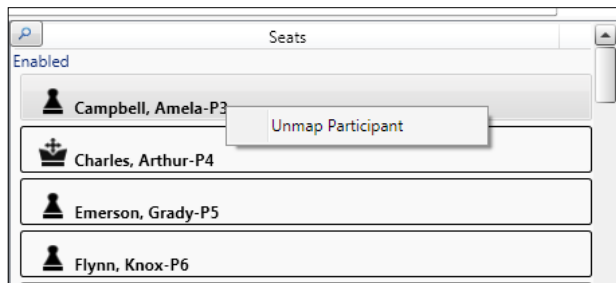 Seats
Enabled
Campbell, Amela-P3
Unmap Participant
Charles, Arthur-P4
Emerson, Grady-P5
Flynn, Knox-P6